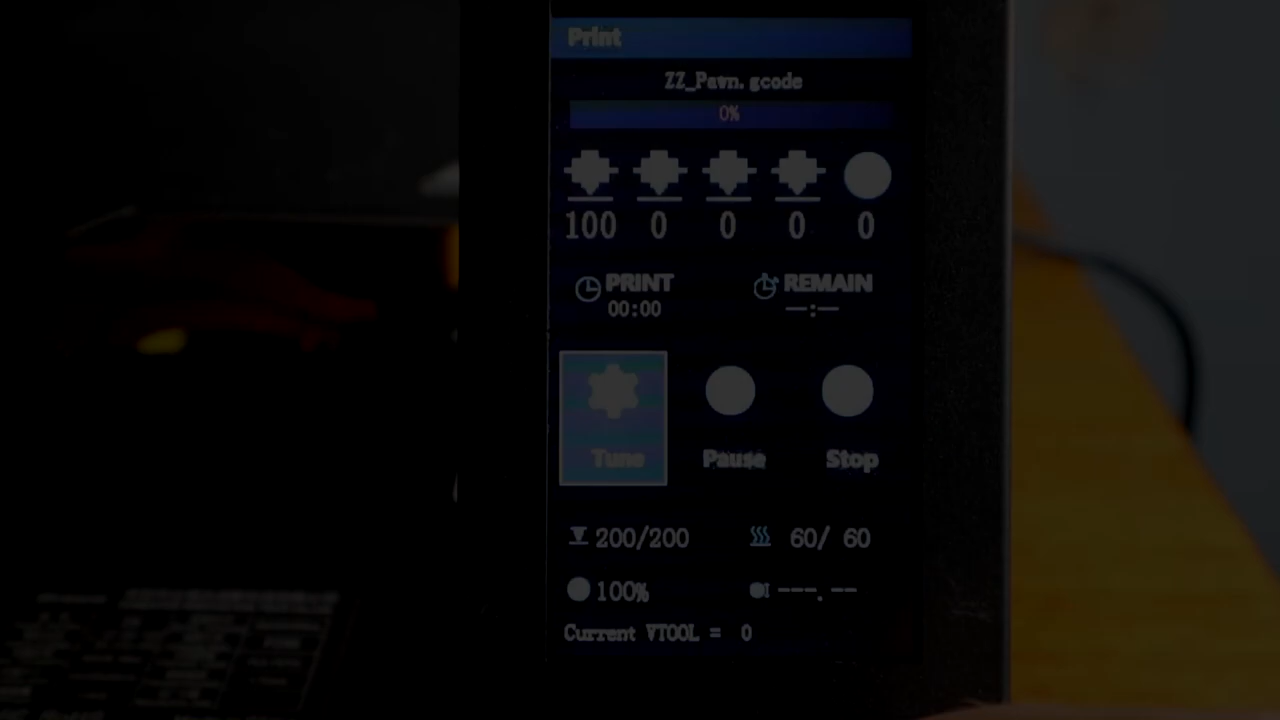 Print
ZZ_Pawn.gcode
0%
100 0 0 0 0
PRINT REMAIN
00:00 --:--
Tune Pause Stop
200/200 60/ 60
100% ---.--
Current VTOOL = 0